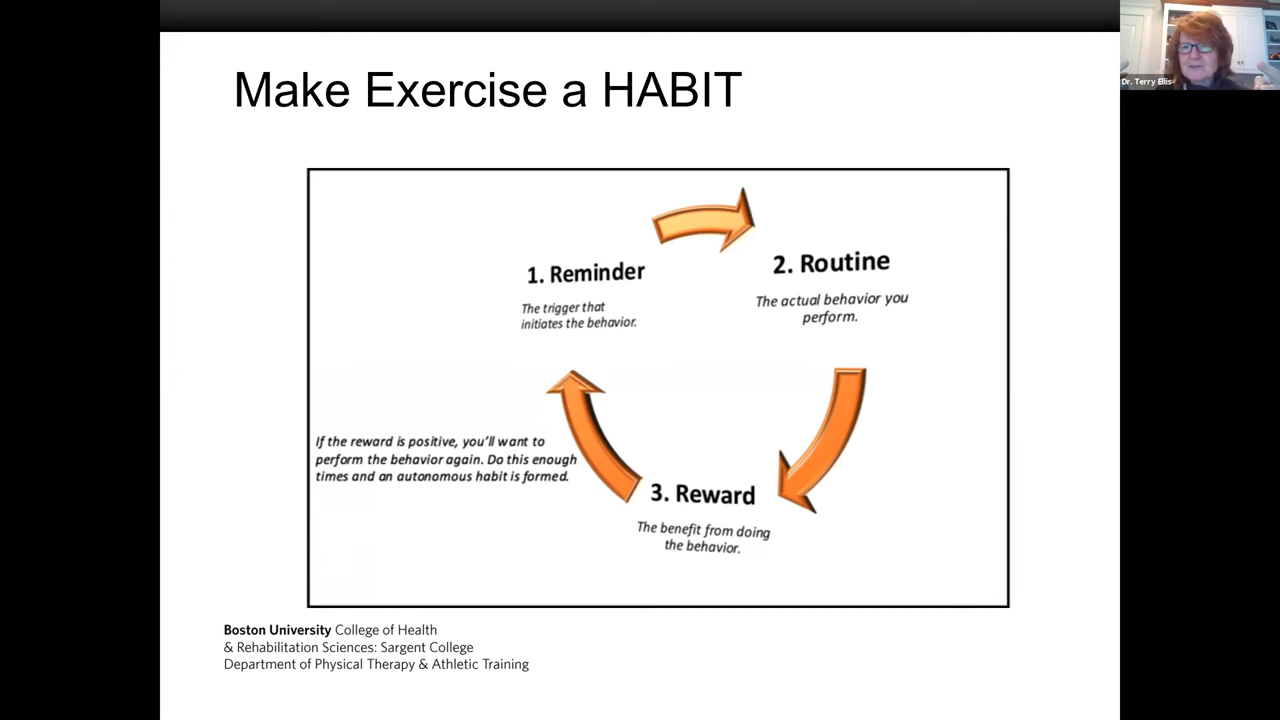 Make Exercise a HABIT
1. Reminder
The trigger that
initiates the behavior.
2. Routine
The actual behavior you
perform.
If the reward is positive, you'll want to
perform the behavior again. Do this enough
times and an autonomous habit is formed.
3. Reward
The benefit from doing
the behavior.
Boston University College of Health
& Rehabilitation Sciences: Sargent College
Department of Physical Therapy & Athletic Training
Dr. Terry Ellis